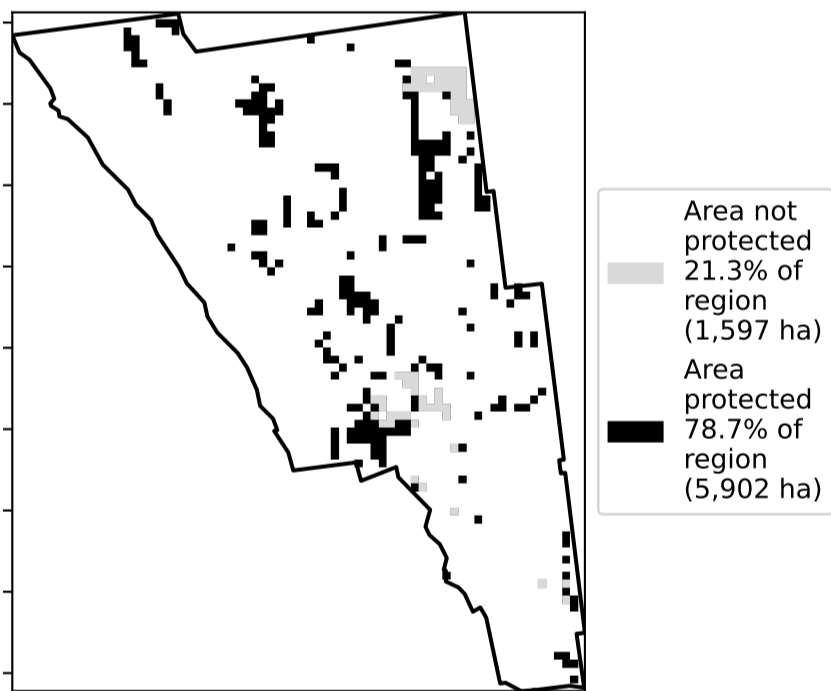 Area not
protected
21.3% of
region
(1,597 ha)
Area
protected
78.7% of
region
(5,902 ha)